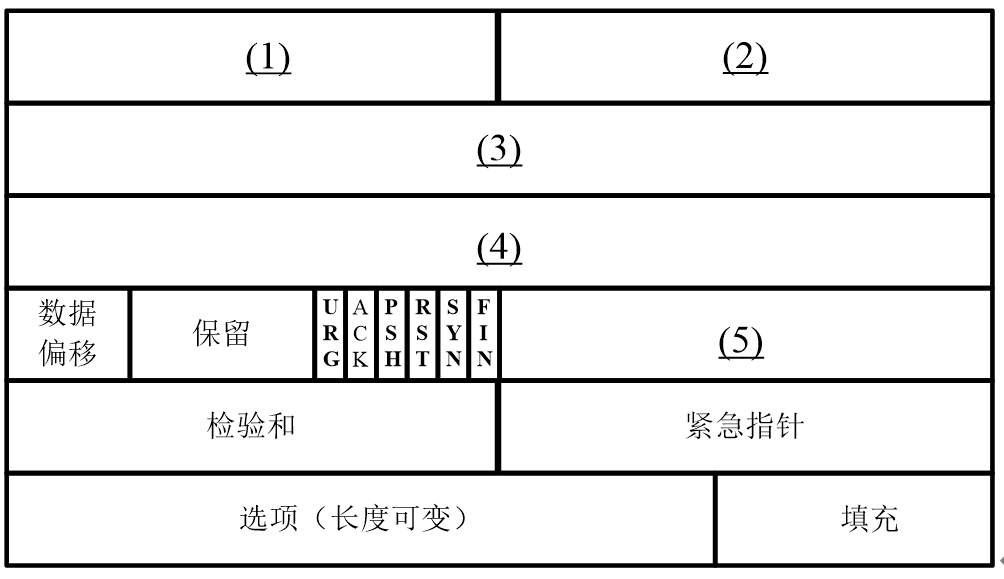 (1)
(2)
(3)
(4)
数据
偏移
保留
URG
ACK
PSH
RST
SYN
FIN
(5)
检验和
紧急指针
选项（长度可变）
填充